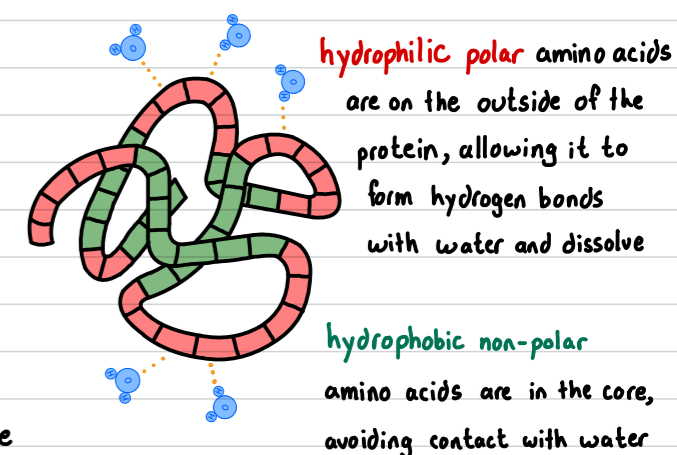 hydrophilic polar amino acids
are on the outside of the
protein, allowing it to
form hydrogen bonds
with water and dissolve
hydrophobic non-polar
amino acids are in the core,
avoiding contact with water
e
H
O
H
H
O
H
H
O
H
H
O
H
H
O
H